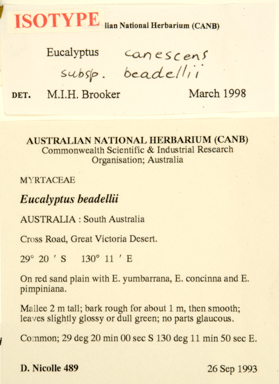 ISOTYPE
lian National Herbarium (CANB)
Eucalyptus canescens
subsp. beadellii
DET. M.I.H. Brooker March 1998
AUSTRALIAN NATIONAL HERBARIUM (CANB)
Commonwealth Scientific & Industrial Research
Organisation; Australia
MYRTACEAE
Eucalyptus beadellii
AUSTRALIA : South Australia
Cross Road, Great Victoria Desert.
29° 20 ' S 130° 11 ' E
On red sand plain with E. yumbarrana, E. concinna and E.
pimpiniana.
Mallee 2 m tall; bark rough for about 1 m, then smooth;
leaves slightly glossy or dull green; no parts glaucous.
Common; 29 deg 20 min 00 sec S 130 deg 11 min 50 sec E.
D. Nicolle 489 26 Sep 1993